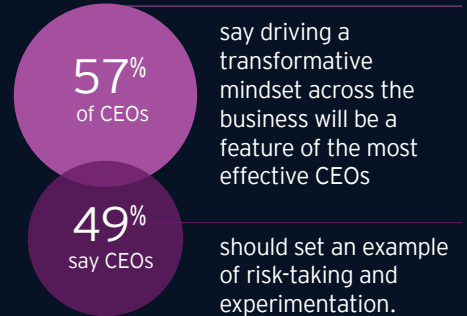 57%
of CEOs
say driving a
transformative
mindset across the
business will be a
feature of the most
effective CEOs
49%
say CEOs
should set an example
of risk-taking and
experimentation.